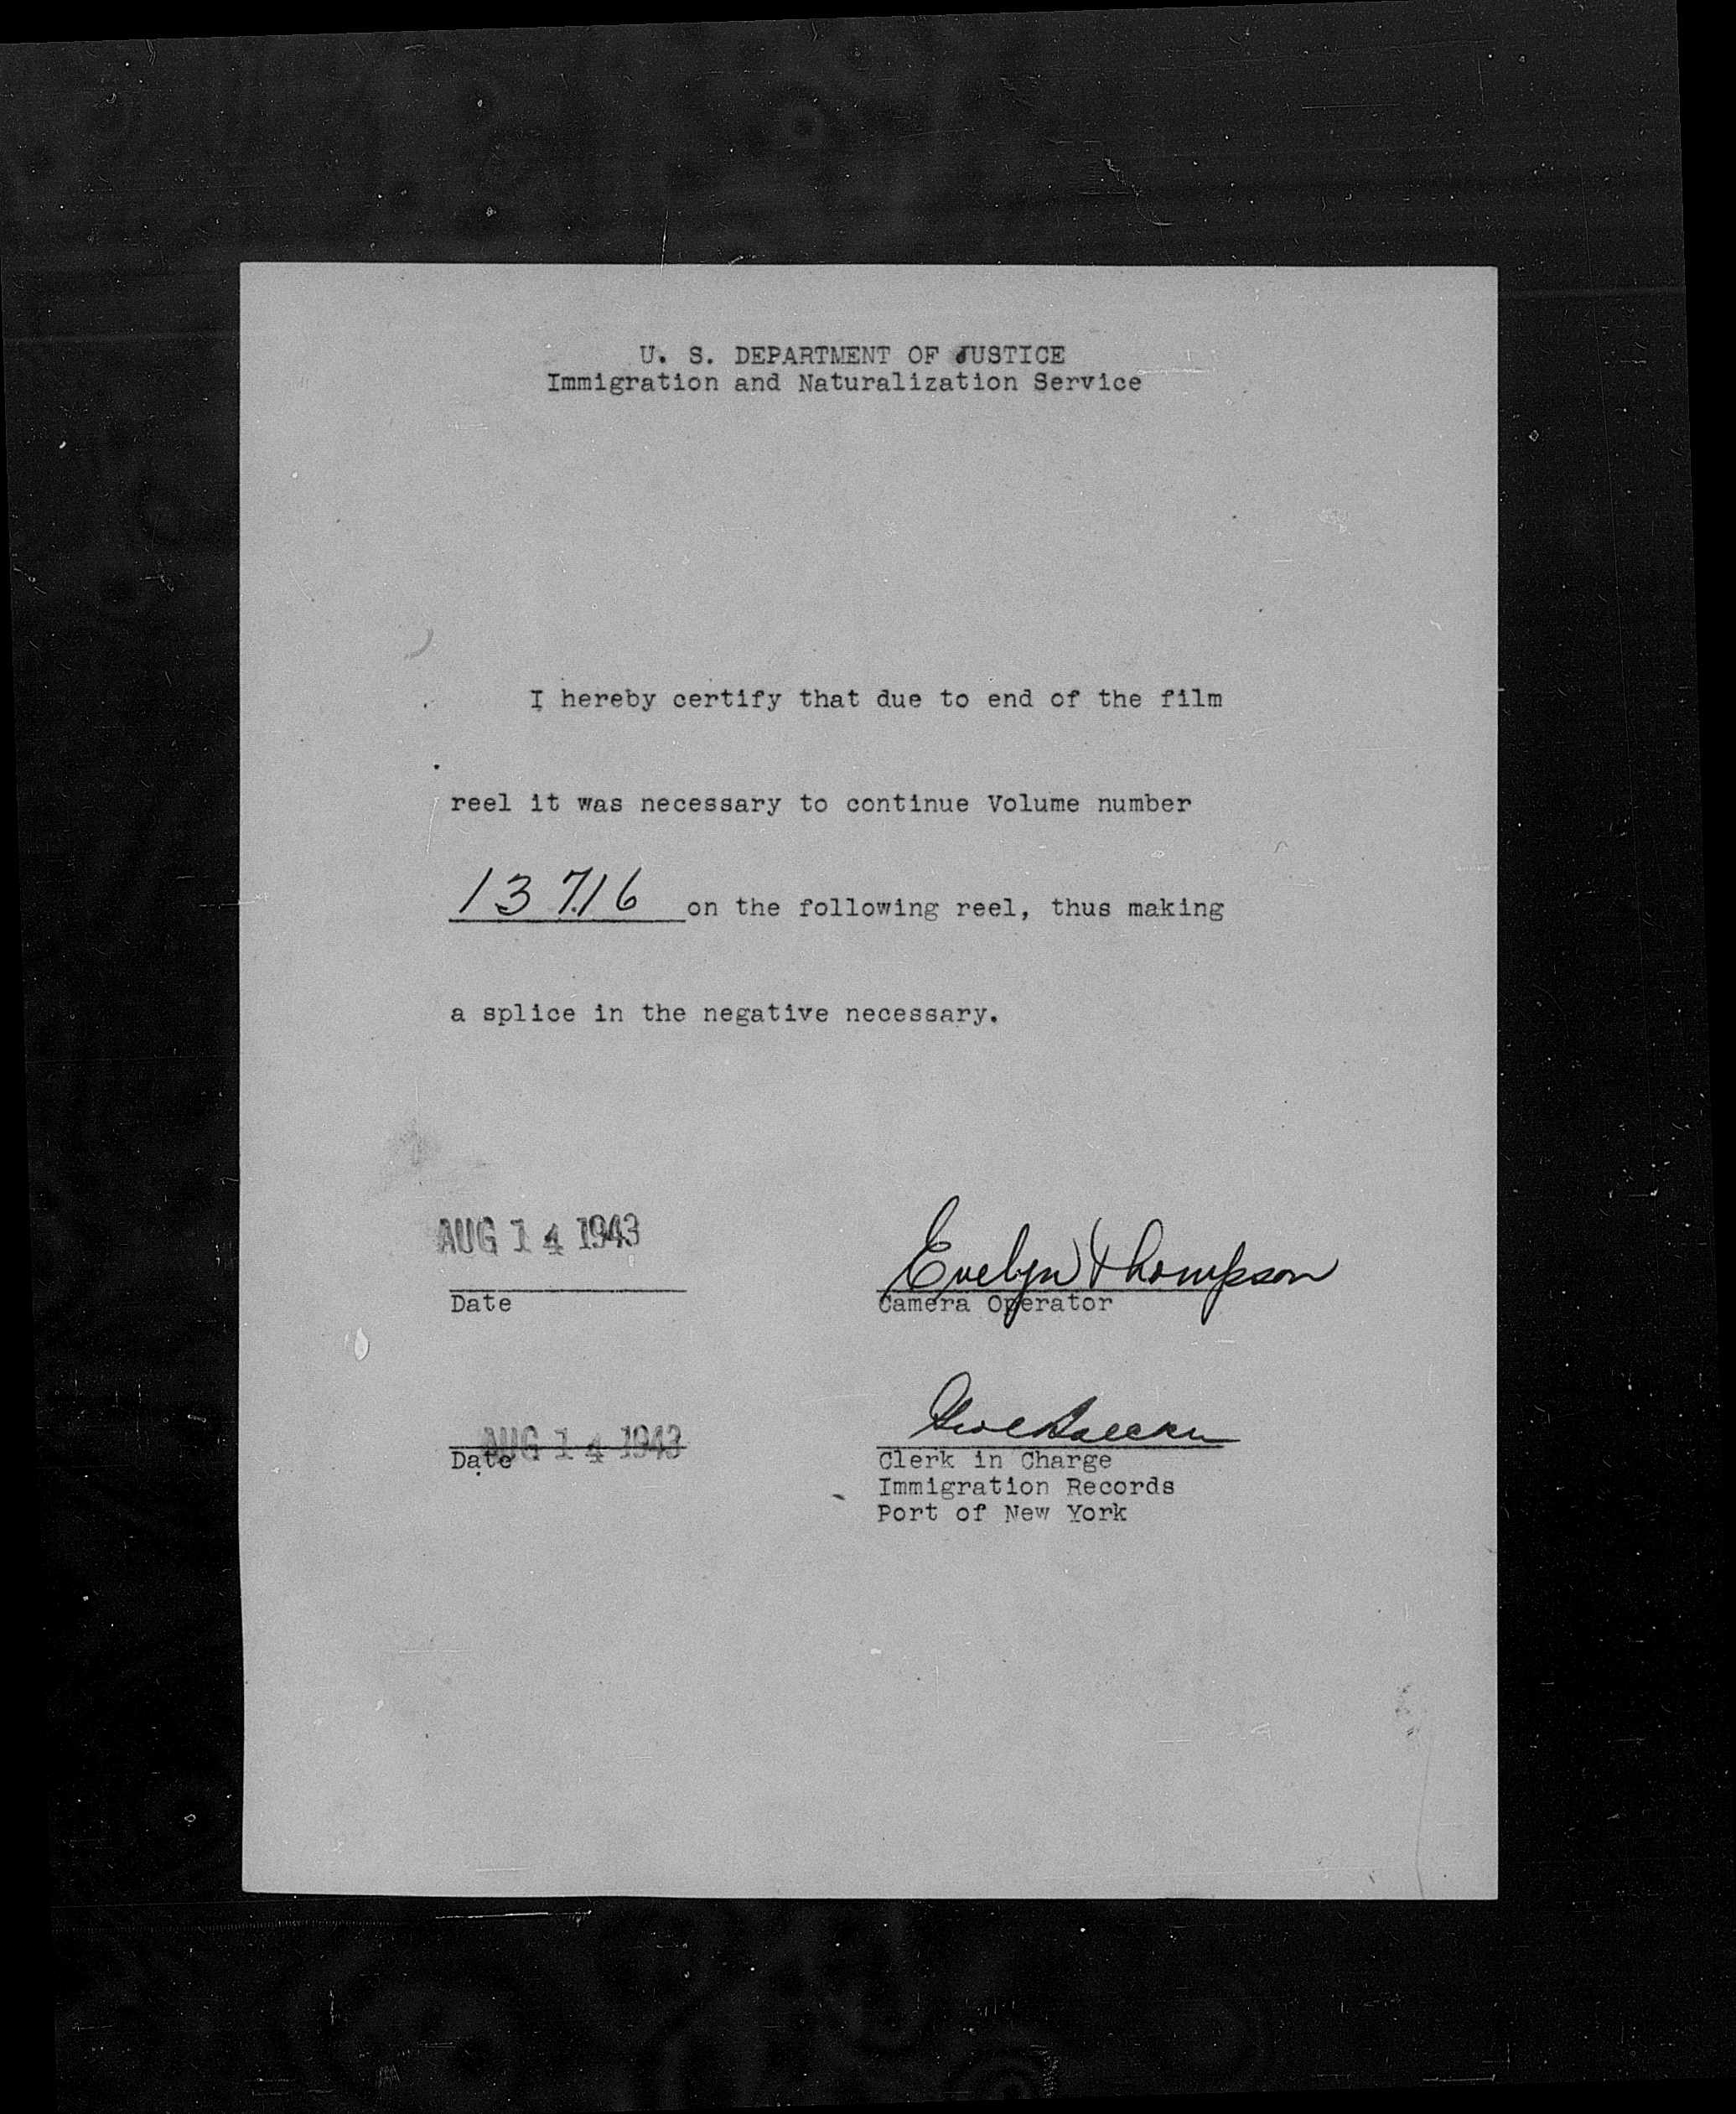 U. S. DEPARTMENT OF JUSTICE
Immigration and Naturalization Service
I hereby certify that due to end of the film
reel it was necessary to continue Volume number
13716 on the following reel, thus making
a splice in the negative necessary.
AUG 14 1943
Evelyn Thompson
Date
Camera Operator
AUG 14 1943
Date
Clerk in Charge
Immigration Records
Port of New York